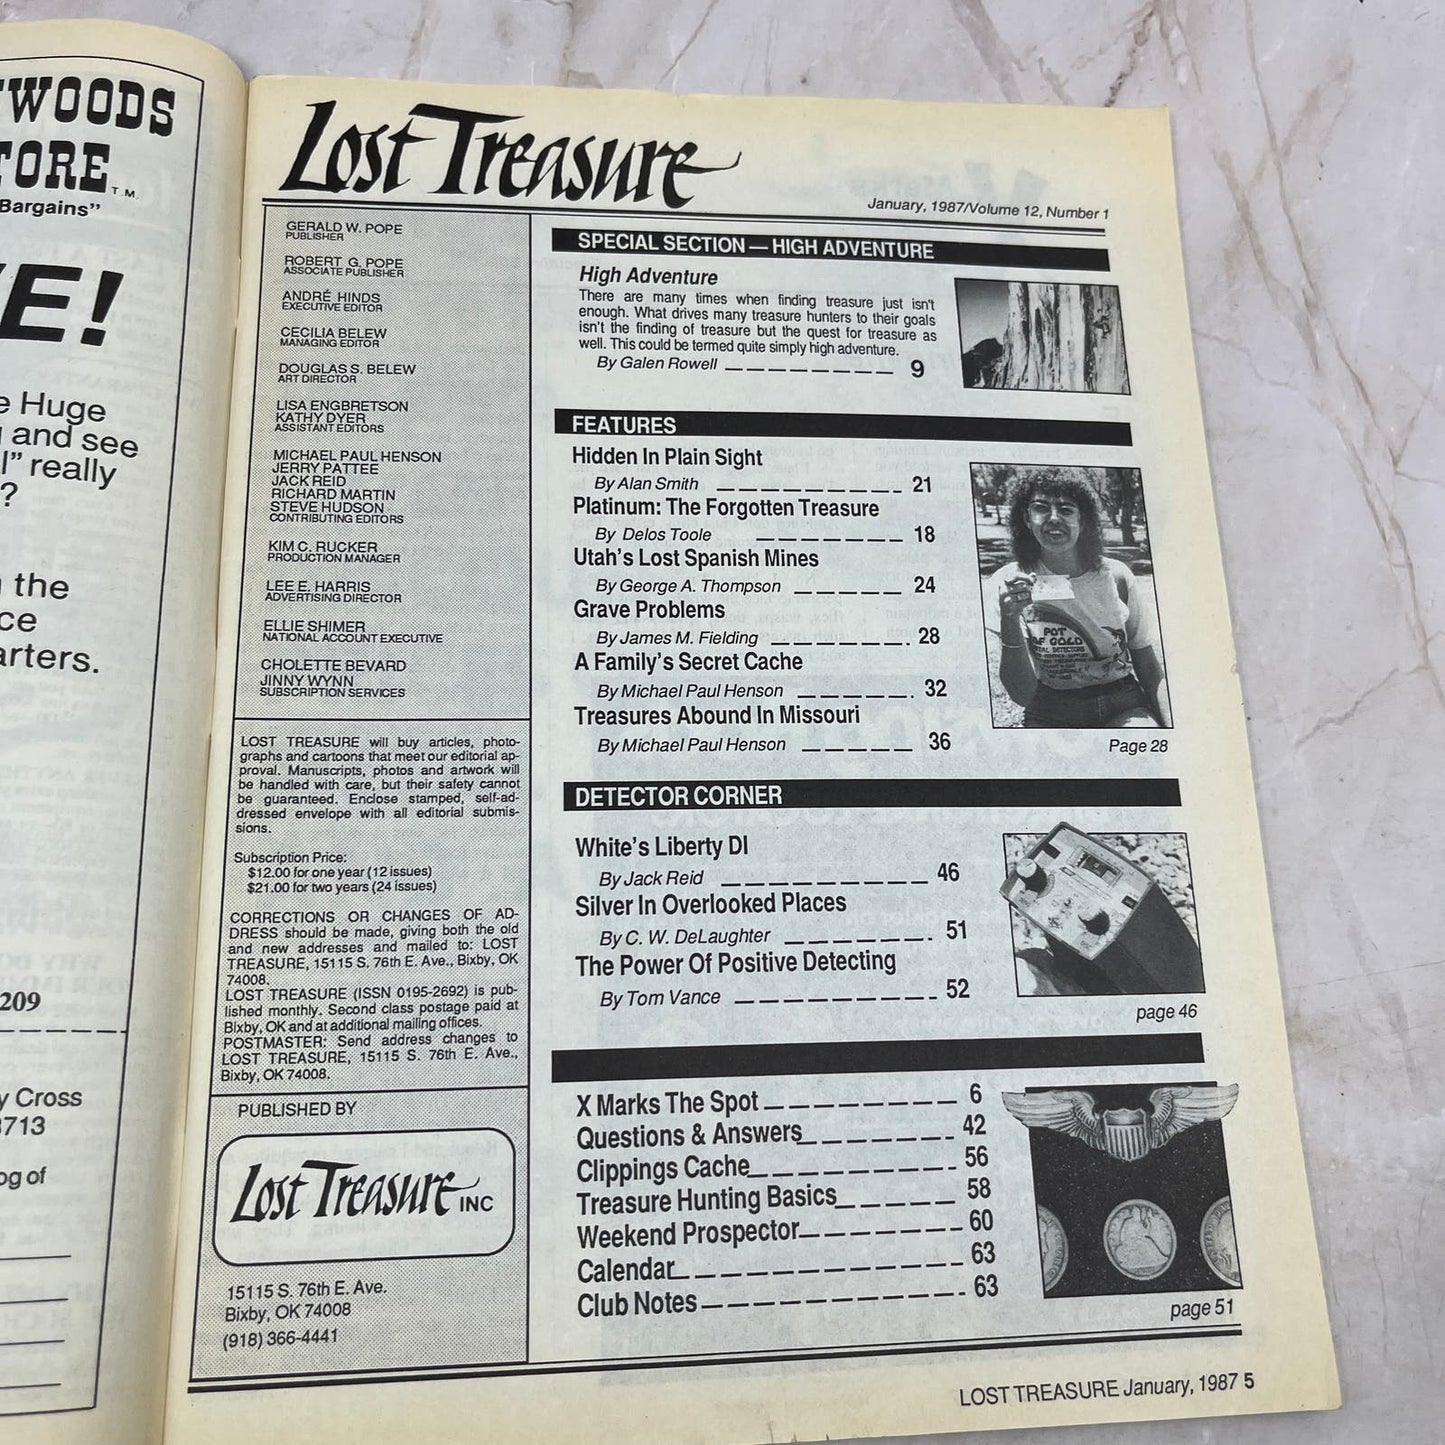 WOODS
TORE T.M.
Bargains”
E!
e Huge
and see
l” really
?
the
ce
arters.
209
y Cross
3713
og of
Lost Treasure
January, 1987/Volume 12, Number 1
GERALD W. POPE
PUBLISHER
ROBERT G. POPE
ASSOCIATE PUBLISHER
ANDRÉ HINDS
EXECUTIVE EDITOR
CECILIA BELEW
MANAGING EDITOR
DOUGLAS S. BELEW
ART DIRECTOR
LISA ENGBRETSON
KATHY DYER
ASSISTANT EDITORS
MICHAEL PAUL HENSON
JERRY PATTEE
JACK REID
RICHARD MARTIN
STEVE HUDSON
CONTRIBUTING EDITORS
KIM C. RUCKER
PRODUCTION MANAGER
LEE E. HARRIS
ADVERTISING DIRECTOR
ELLIE SHIMER
NATIONAL ACCOUNT EXECUTIVE
CHOLETTE BEVARD
JINNY WYNN
SUBSCRIPTION SERVICES
LOST TREASURE will buy articles, photo-
graphs and cartoons that meet our editorial ap-
proval. Manuscripts, photos and artwork will
be handled with care, but their safety cannot
be guaranteed. Enclose stamped, self-ad-
dressed envelope with all editorial submis-
sions.
Subscription Price:
$12.00 for one year (12 issues)
$21.00 for two years (24 issues)
CORRECTIONS OR CHANGES OF AD-
DRESS should be made, giving both the old
and new addresses and mailed to: LOST
TREASURE, 15115 S. 76th E. Ave., Bixby, OK
74008.
LOST TREASURE (ISSN 0195-2692) is pub-
lished monthly. Second class postage paid at
Bixby, OK and at additional mailing offices.
POSTMASTER: Send address changes to
LOST TREASURE, 15115 S. 76th E. Ave.,
Bixby, OK 74008.
PUBLISHED BY
Lost Treasure INC
15115 S. 76th E. Ave.
Bixby, OK 74008
(918) 366-4441
SPECIAL SECTION — HIGH ADVENTURE
High Adventure
There are many times when finding treasure just isn't
enough. What drives many treasure hunters to their goals
isn't the finding of treasure but the quest for treasure as
well. This could be termed quite simply high adventure.
By Galen Rowell 9
FEATURES
Hidden In Plain Sight
By Alan Smith 21
Platinum: The Forgotten Treasure
By Delos Toole 18
Utah's Lost Spanish Mines
By George A. Thompson 24
Grave Problems
By James M. Fielding 28
A Family's Secret Cache
By Michael Paul Henson 32
Treasures Abound In Missouri
By Michael Paul Henson 36
POT
OF GOLD
Page 28
DETECTOR CORNER
White's Liberty DI
By Jack Reid 46
Silver In Overlooked Places
By C. W. DeLaughter 51
The Power Of Positive Detecting
By Tom Vance 52
page 46
X Marks The Spot 6
Questions & Answers 42
Clippings Cache 56
Treasure Hunting Basics 58
Weekend Prospector 60
Calendar 63
Club Notes 63
page 51
LOST TREASURE January, 1987 5